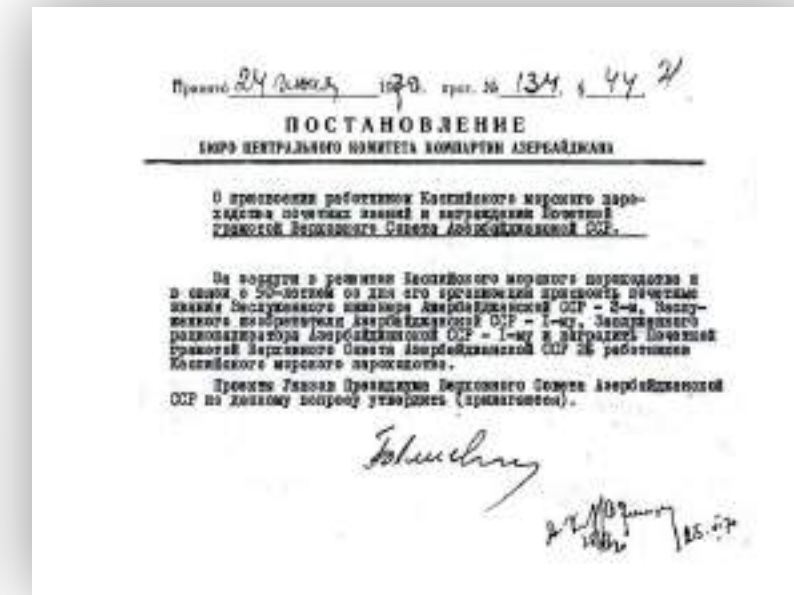 Принято 24 июня 1970. прот. № 134, § 44
ПОСТАНОВЛЕНИЕ
БЮРО ЦЕНТРАЛЬНОГО КОМИТЕТА КОМПАРТИИ АЗЕРБАЙДЖАНА
О присвоении работникам Каспийского морского паро-
ходства почетных званий и награждении Почетной
грамотой Верховного Совета Азербайджанской ССР.
За заслуги в развитии Каспийского морского пароходства и
в связи с 50-летием со дня его организации присвоить почетные
звания Заслуженного инженера Азербайджанской ССР - Заслу-
женного изобретателя Азербайджанской ССР - I-му, Заслуженного
рационализатора Азербайджанской ССР - I-му и наградить Почетной
грамотой Верховного Совета Азербайджанской ССР работников
Каспийского морского пароходства.
Проекты Указов Президиума Верховного Совета Азербайджанской
ССР по данному вопросу утвердить (прилагаются).